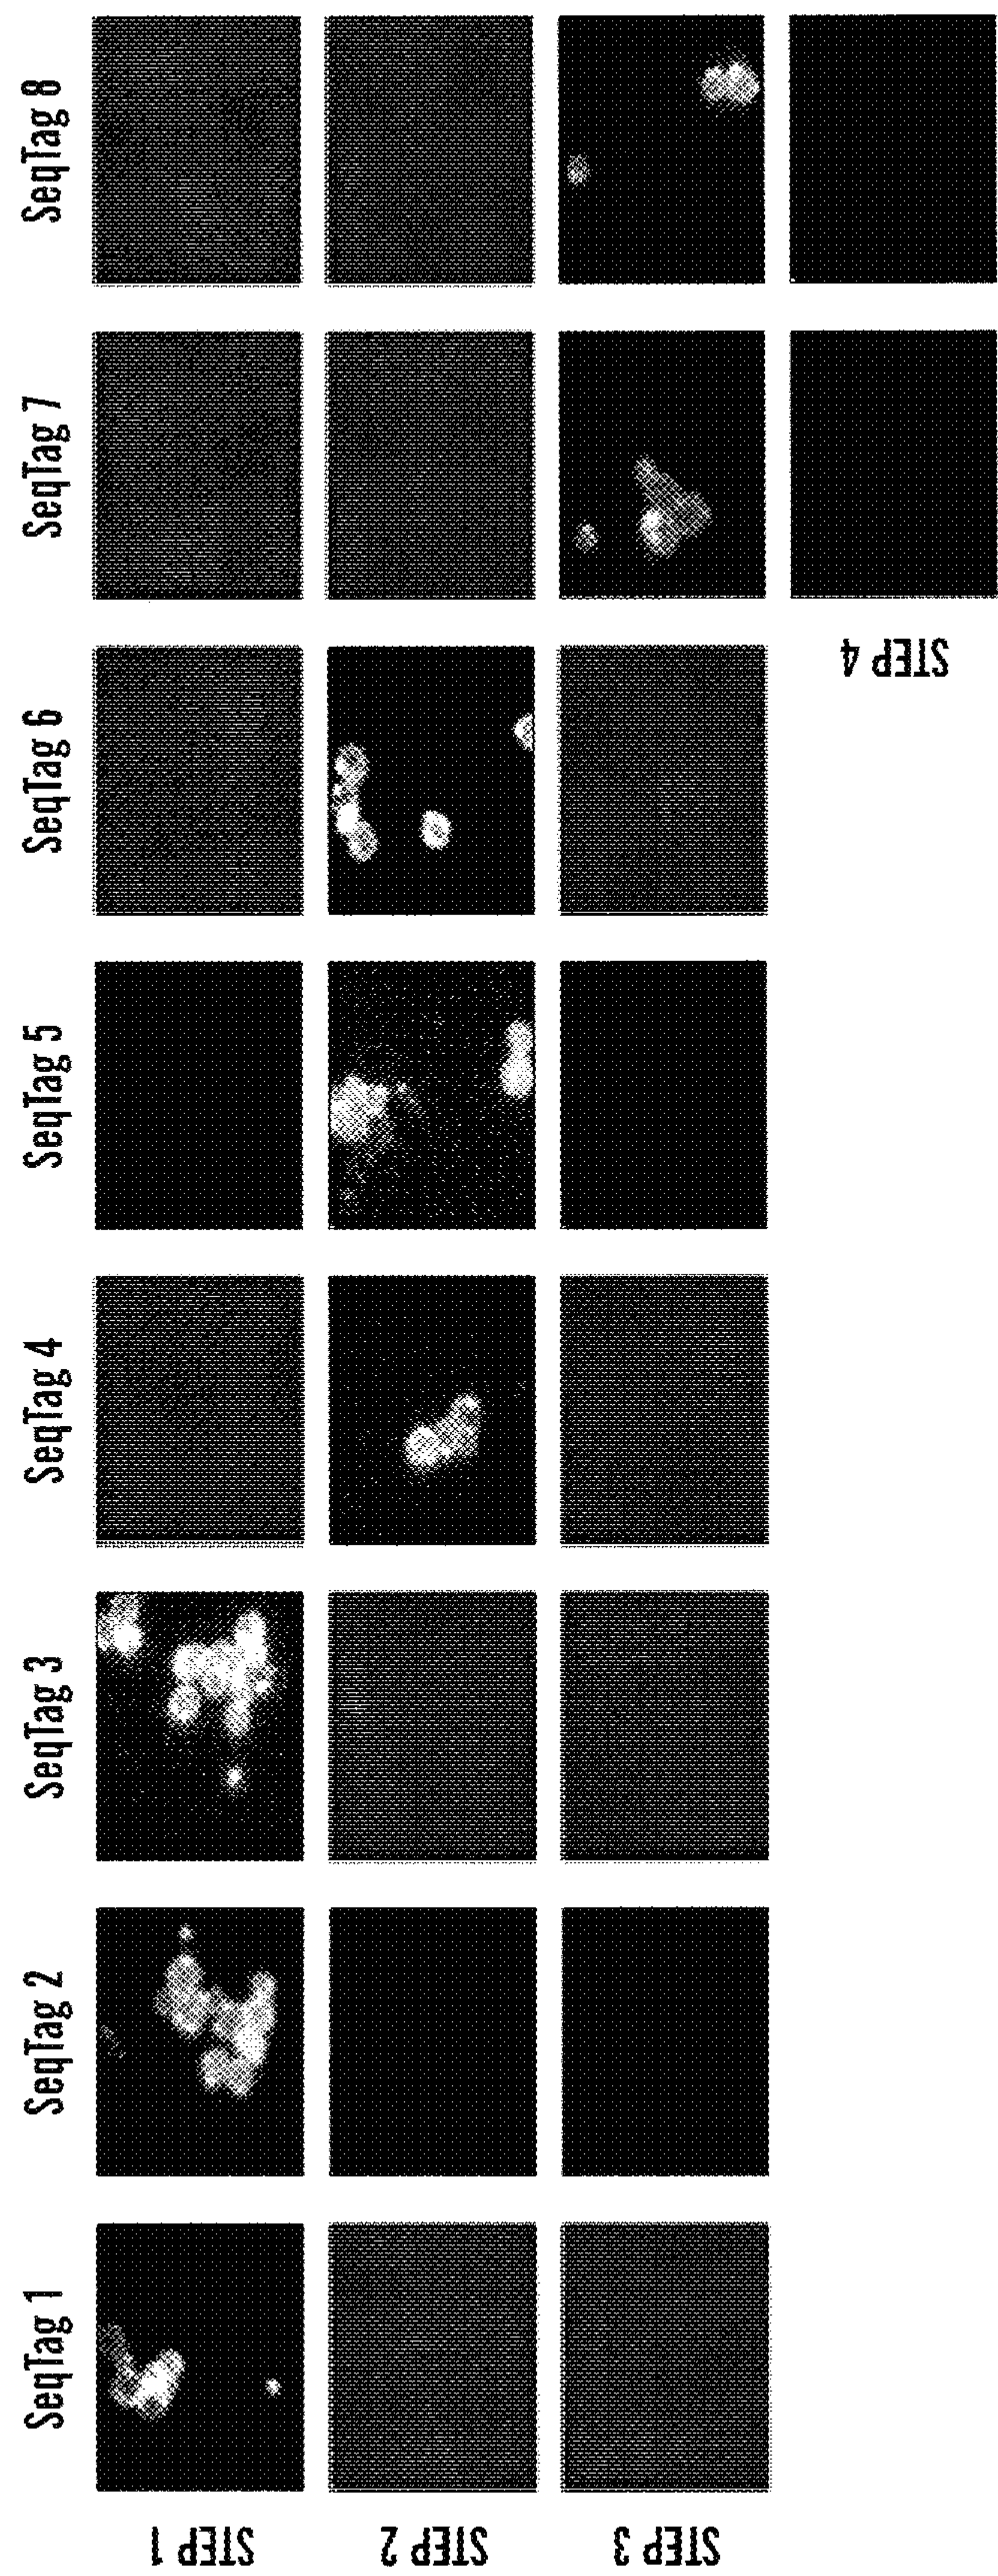 SeqTag 1
SeqTag 2
SeqTag 3
SeqTag 4
SeqTag 5
SeqTag 6
SeqTag 7
SeqTag 8
STEP 1
STEP 2
STEP 3
STEP 4